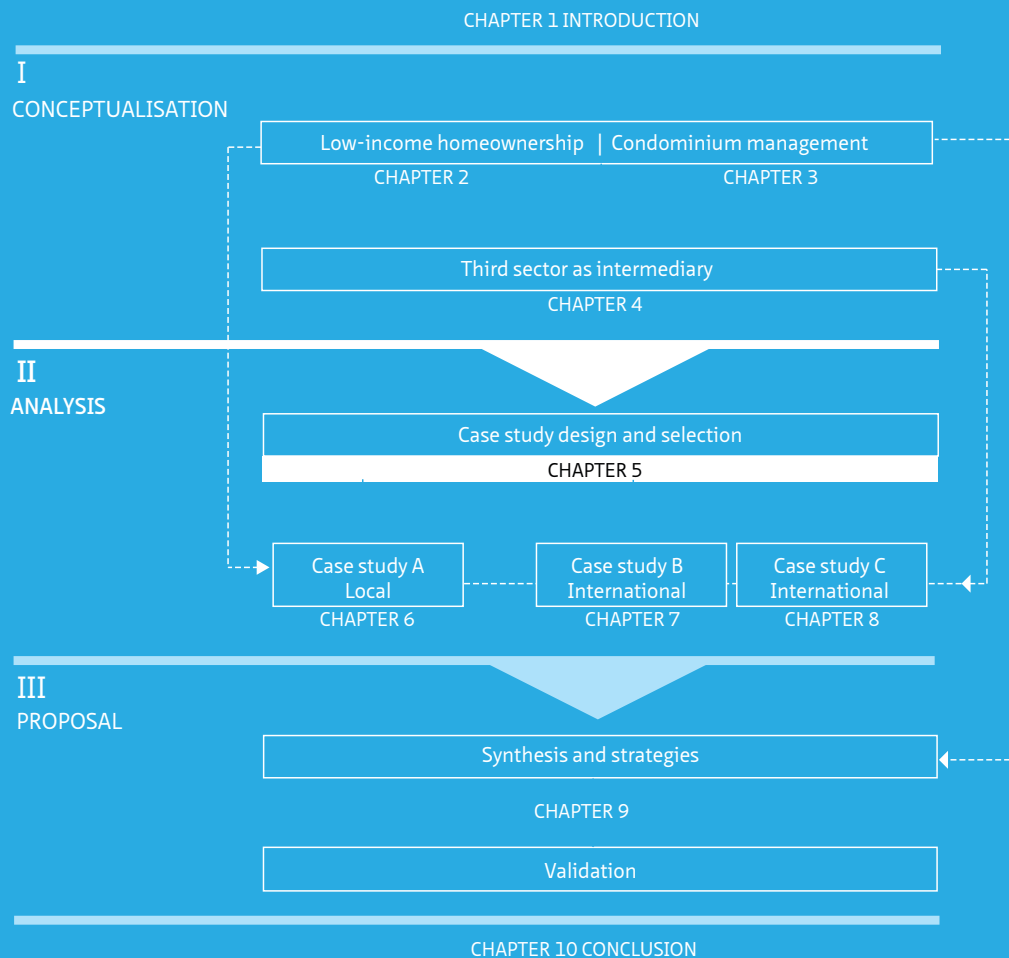 CHAPTER 1 INTRODUCTION
I
CONCEPTUALISATION
Low-income homeownership | Condominium management
CHAPTER 2 CHAPTER 3
Third sector as intermediary
CHAPTER 4
II
ANALYSIS
Case study design and selection
CHAPTER 5
Case study A
Local
CHAPTER 6
Case study B
International
CHAPTER 7
Case study C
International
CHAPTER 8
III
PROPOSAL
Synthesis and strategies
CHAPTER 9
Validation
CHAPTER 10 CONCLUSION